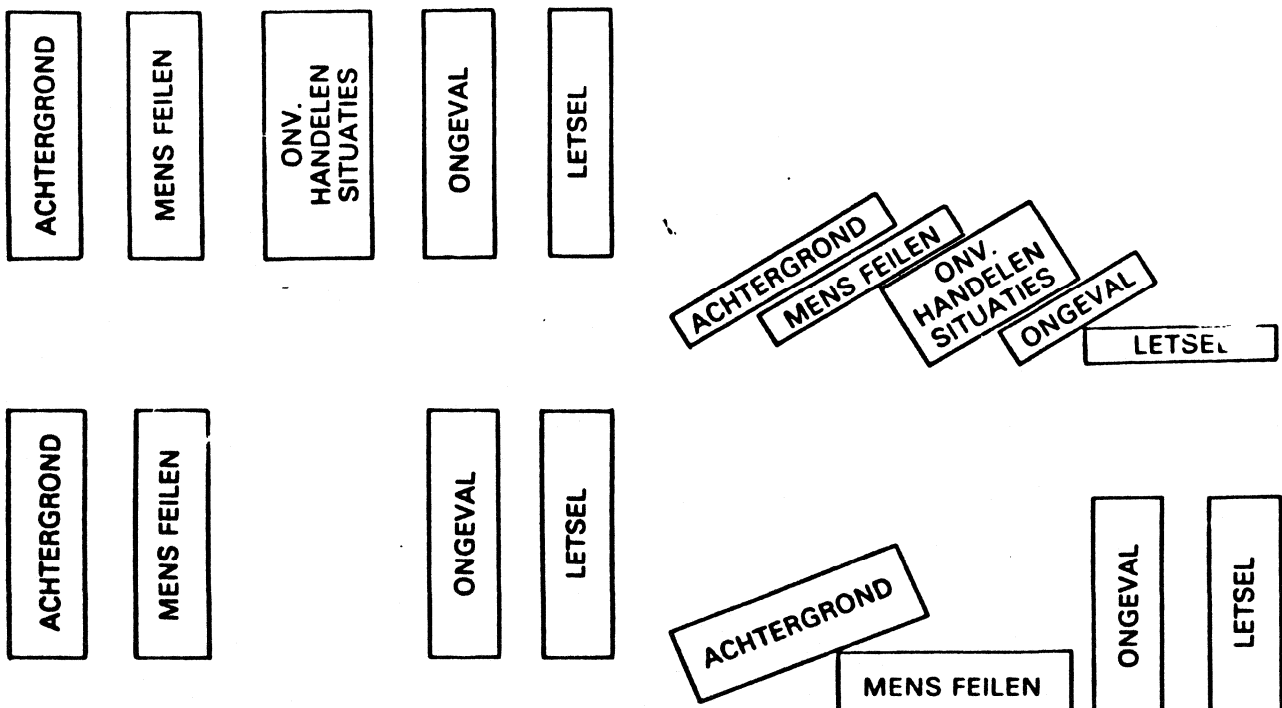 ACHTERGROND
MENS FEILEN
ONV.
HANDELEN
SITUATIES
ONGEVAL
LETSEL
ACHTERGROND
MENS FEILEN
ONV.
HANDELEN
SITUATIES
ONGEVAL
LETSEL
ACHTERGROND
MENS FEILEN
ONGEVAL
LETSEL
ACHTERGROND
MENS FEILEN
ONGEVAL
LETSEL